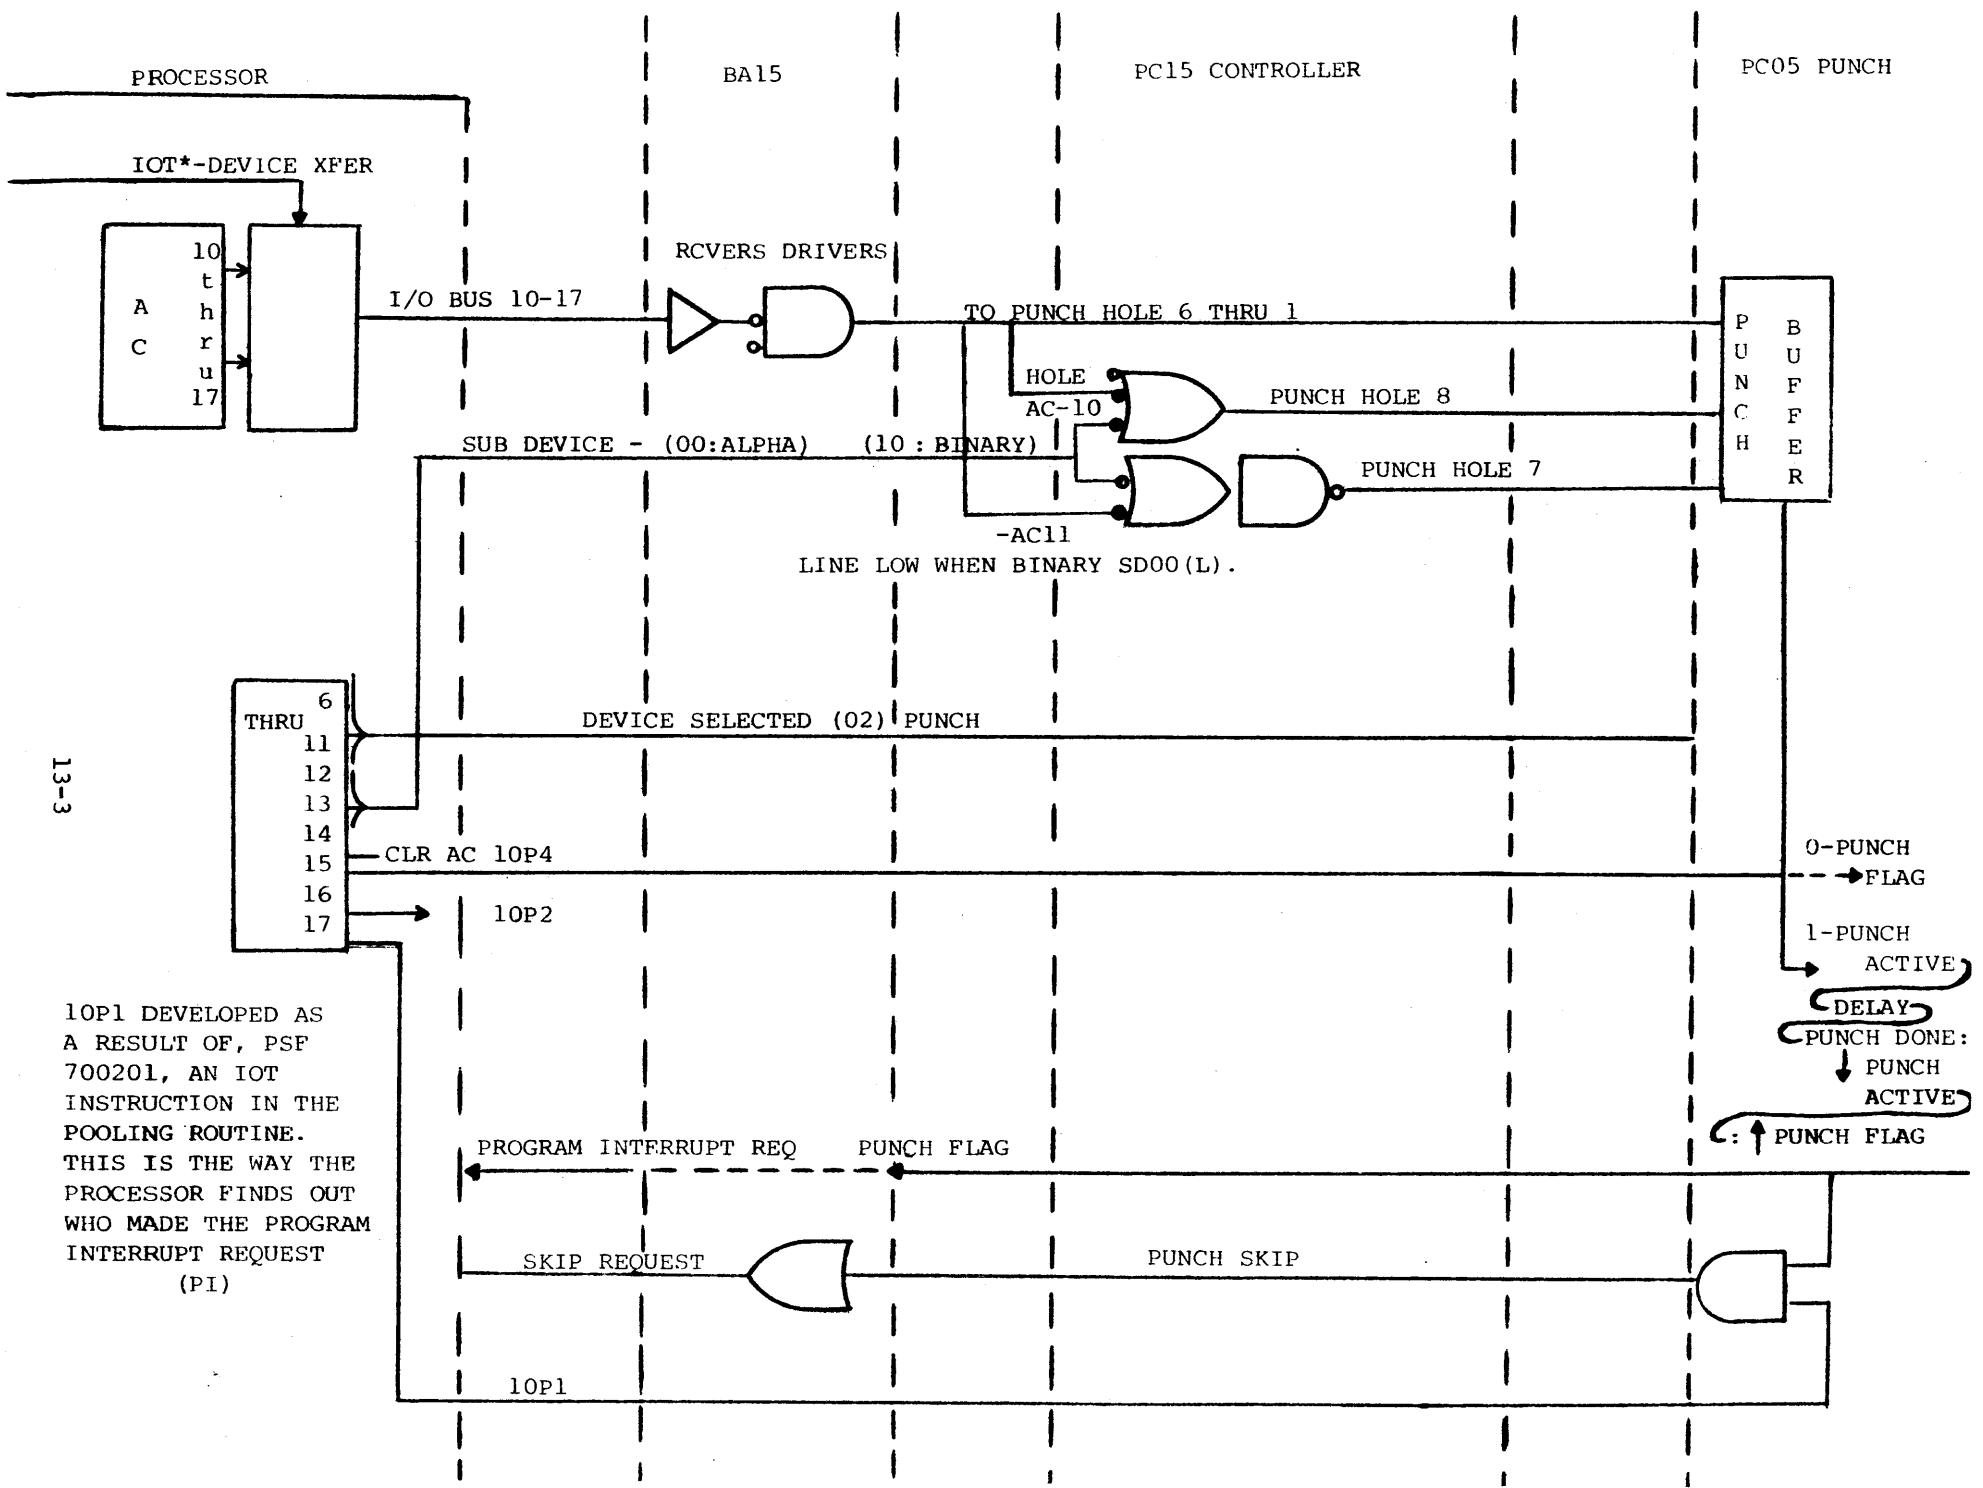 PROCESSOR
BA15
PC15 CONTROLLER
PC05 PUNCH
IOT*-DEVICE XFER
A
C
10
t
h
r
u
17
I/O BUS 10-17
RCVERS DRIVERS
TO PUNCH HOLE 6 THRU 1
HOLE
AC-10
PUNCH HOLE 8
PUNCH HOLE 7
PUNCH
BUFFER
SUB DEVICE - (00:ALPHA) (10 : BINARY)
-AC11
LINE LOW WHEN BINARY SD00(L).
6
THRU
11
12
13
14
15
16
17
DEVICE SELECTED (02) PUNCH
CLR AC 10P4
10P2
0-PUNCH
FLAG
1-PUNCH
ACTIVE
DELAY
PUNCH DONE:
PUNCH
ACTIVE
: PUNCH FLAG
13-3
10P1 DEVELOPED AS
A RESULT OF, PSF
700201, AN IOT
INSTRUCTION IN THE
POOLING ROUTINE.
THIS IS THE WAY THE
PROCESSOR FINDS OUT
WHO MADE THE PROGRAM
INTERRUPT REQUEST
(PI)
PROGRAM INTERRUPT REQ
PUNCH FLAG
SKIP REQUEST
PUNCH SKIP
10P1